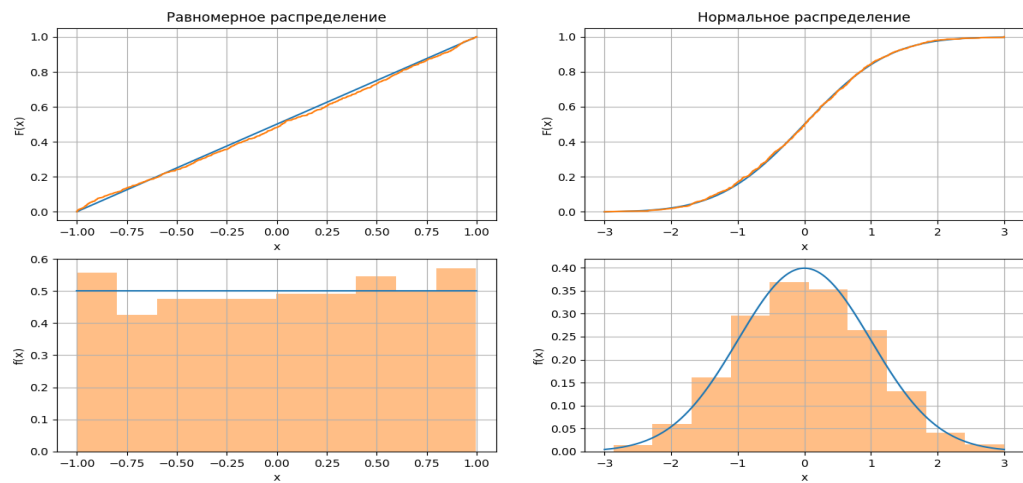 Равномерное распределение
1.0
0.8
0.6
0.4
0.2
0.0
F(x)
−1.00 −0.75 −0.50 −0.25 0.00 0.25 0.50 0.75 1.00
x
Нормальное распределение
1.0
0.8
0.6
0.4
0.2
0.0
F(x)
−3 −2 −1 0 1 2 3
x
0.6
0.5
0.4
0.3
0.2
0.1
0.0
f(x)
−1.00 −0.75 −0.50 −0.25 0.00 0.25 0.50 0.75 1.00
x
0.40
0.35
0.30
0.25
0.20
0.15
0.10
0.05
0.00
f(x)
−3 −2 −1 0 1 2 3
x